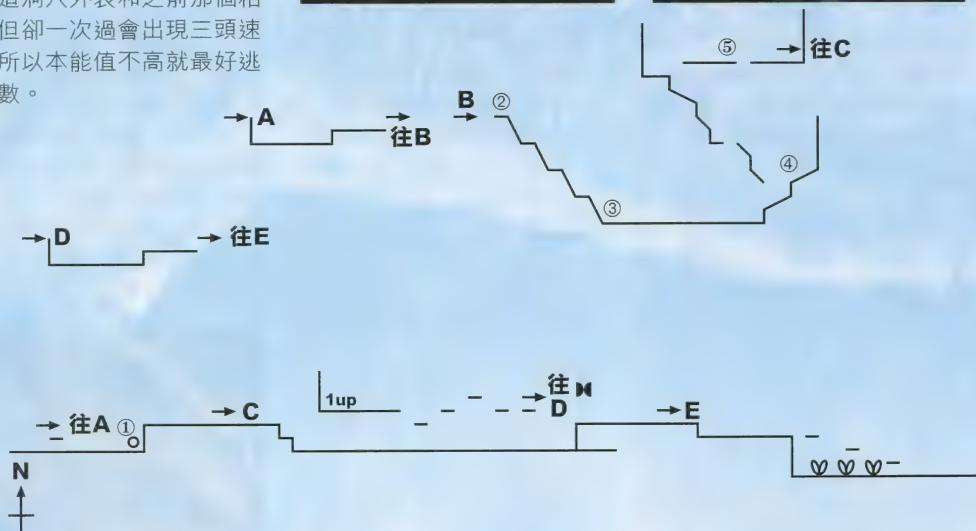 這洞穴外表和之前那個相
但卻一次過會出現三頭速
所以本能值不高就最好逃
數。
⑤
往C
A
往B
B
②
④
③
D
往E
1up
往
D
往A
①
C
E
N